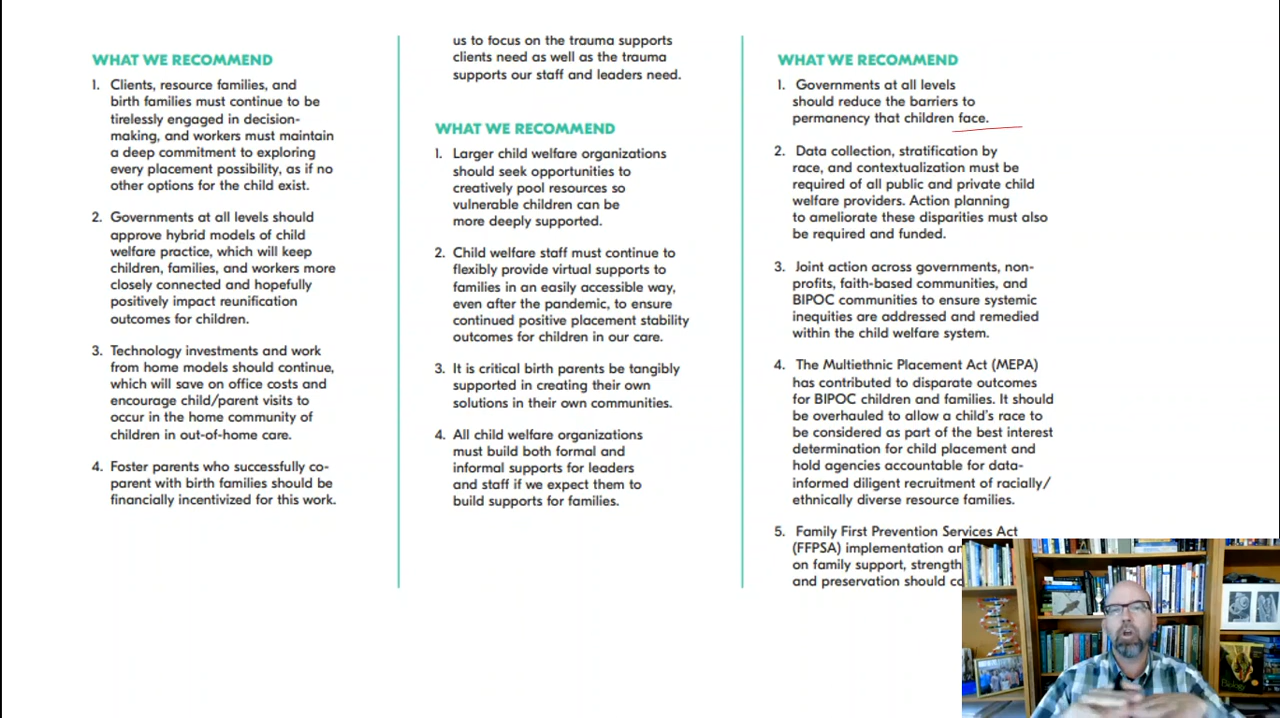 WHAT WE RECOMMEND
1. Clients, resource families, and
birth families must continue to be
tirelessly engaged in decision-
making, and workers must maintain
a deep commitment to exploring
every placement possibility, as if no
other options for the child exist.
2. Governments at all levels should
approve hybrid models of child
welfare practice, which will keep
children, families, and workers more
closely connected and hopefully
positively impact reunification
outcomes for children.
3. Technology investments and work
from home models should continue,
which will save on office costs and
encourage child/parent visits to
occur in the home community of
children in out-of-home care.
4. Foster parents who successfully co-
parent with birth families should be
financially incentivized for this work.
us to focus on the trauma supports
clients need as well as the trauma
supports our staff and leaders need.
WHAT WE RECOMMEND
1. Larger child welfare organizations
should seek opportunities to
creatively pool resources so
vulnerable children can be
more deeply supported.
2. Child welfare staff must continue to
flexibly provide virtual supports to
families in an easily accessible way,
even after the pandemic, to ensure
continued positive placement stability
outcomes for children in our care.
3. It is critical birth parents be tangibly
supported in creating their own
solutions in their own communities.
4. All child welfare organizations
must build both formal and
informal supports for leaders
and staff if we expect them to
build supports for families.
WHAT WE RECOMMEND
1. Governments at all levels
should reduce the barriers to
permanency that children face.
2. Data collection, stratification by
race, and contextualization must be
required of all public and private child
welfare providers. Action planning
to ameliorate these disparities must also
be required and funded.
3. Joint action across governments, non-
profits, faith-based communities, and
BIPOC communities to ensure systemic
inequities are addressed and remedied
within the child welfare system.
4. The Multiethnic Placement Act (MEPA)
has contributed to disparate outcomes
for BIPOC children and families. It should
be overhauled to allow a child's race to
be considered as part of the best interest
determination for child placement and
hold agencies accountable for data-
informed diligent recruitment of racially/
ethnically diverse resource families.
5. Family First Prevention Services Act
(FFPSA) implementation
on family support,
and preservation should
Biology